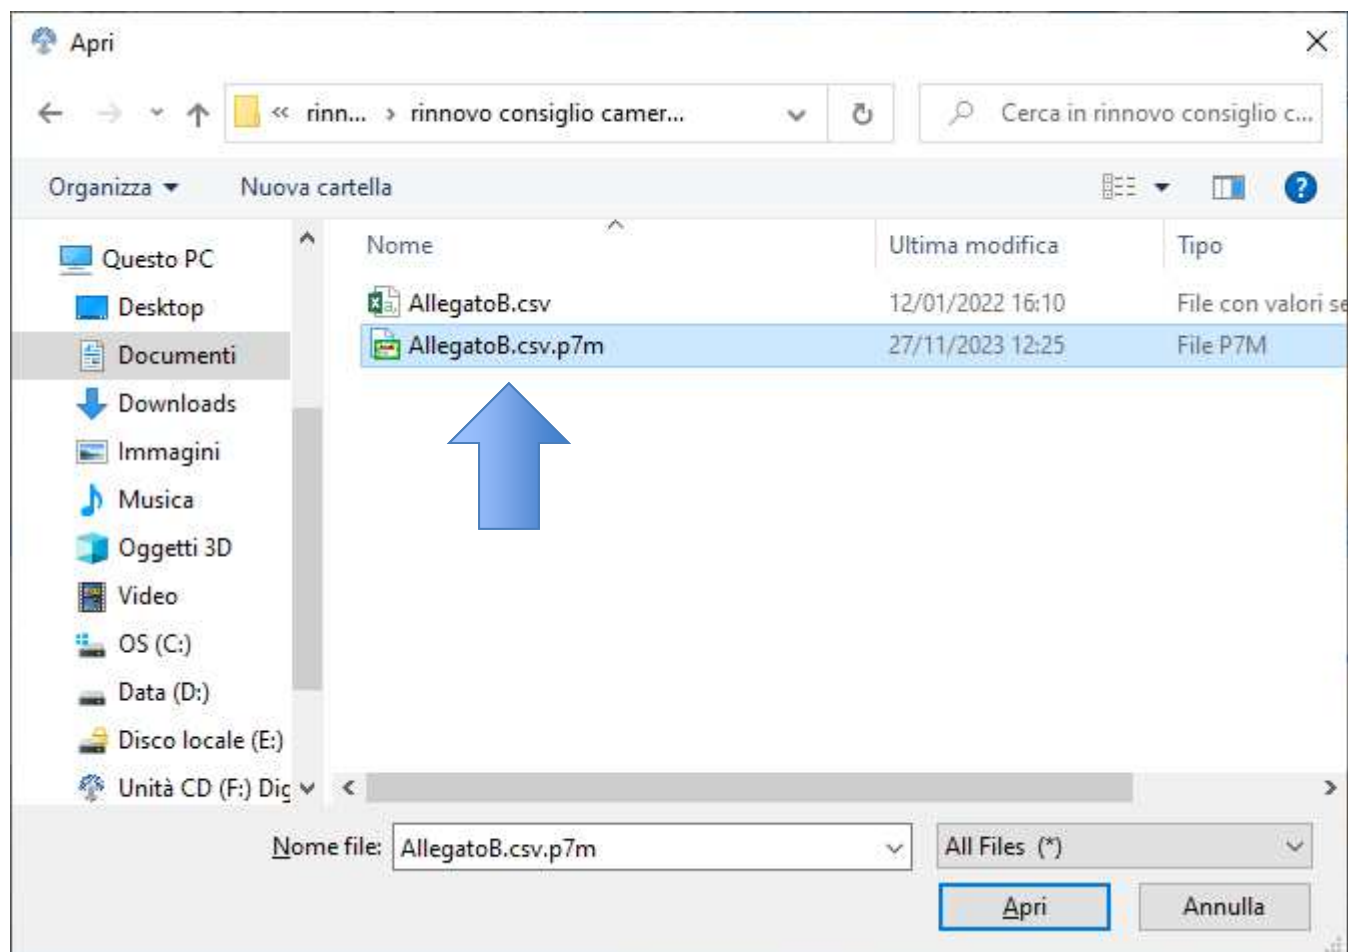 Apri
« rinn... › rinnovo consiglio camer...
Cerca in rinnovo consiglio c...
Organizza
Nuova cartella
?
Nome
Ultima modifica
Tipo
Questo PC
Desktop
Documenti
Downloads
Immagini
Musica
Oggetti 3D
Video
OS (C:)
Data (D:)
Disco locale (E:)
Unità CD (F:) Dig
AllegatoB.csv 12/01/2022 16:10 File con valori se
AllegatoB.csv.p7m 27/11/2023 12:25 File P7M
Nome file: AllegatoB.csv.p7m
All Files (*)
Apri
Annulla